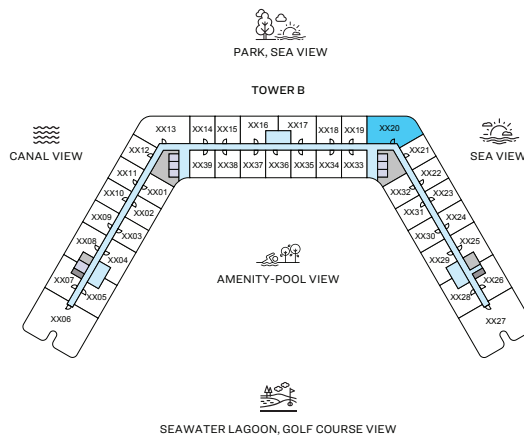 PARK, SEA VIEW
TOWER B
XX13
XX14
XX15
XX16
XX17
XX18
XX19
XX20
CANAL VIEW
SEA VIEW
XX12
XX11
XX10
XX09
XX08
XX07
XX06
XX01
XX02
XX03
XX04
XX05
XX39
XX38
XX37
XX36
XX35
XX34
XX33
XX21
XX22
XX23
XX24
XX25
XX26
XX27
XX32
XX31
XX30
XX29
XX28
AMENITY-POOL VIEW
SEAWATER LAGOON, GOLF COURSE VIEW